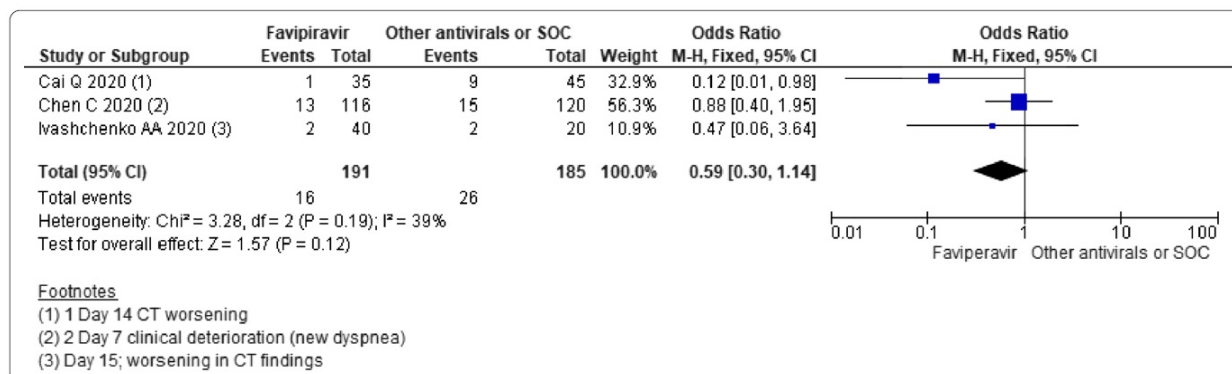 Favipiravir Other antivirals or SOC Odds Ratio Odds Ratio
Study or Subgroup Events Total Events Total Weight M-H, Fixed, 95% CI M-H, Fixed, 95% CI
Cai Q 2020 (1) 1 35 9 45 32.9% 0.12 [0.01, 0.98]
Chen C 2020 (2) 13 116 15 120 56.3% 0.88 [0.40, 1.95]
Ivashchenko AA 2020 (3) 2 40 2 20 10.9% 0.47 [0.06, 3.64]
Total (95% CI) 191 185 100.0% 0.59 [0.30, 1.14]
Total events 16 26
Heterogeneity: Chi² = 3.28, df = 2 (P = 0.19); I² = 39%
Test for overall effect: Z = 1.57 (P = 0.12)
0.01 0.1 1 10 100
Faviperavir Other antivirals or SOC
Footnotes
(1) 1 Day 14 CT worsening
(2) 2 Day 7 clinical deterioration (new dyspnea)
(3) Day 15; worsening in CT findings